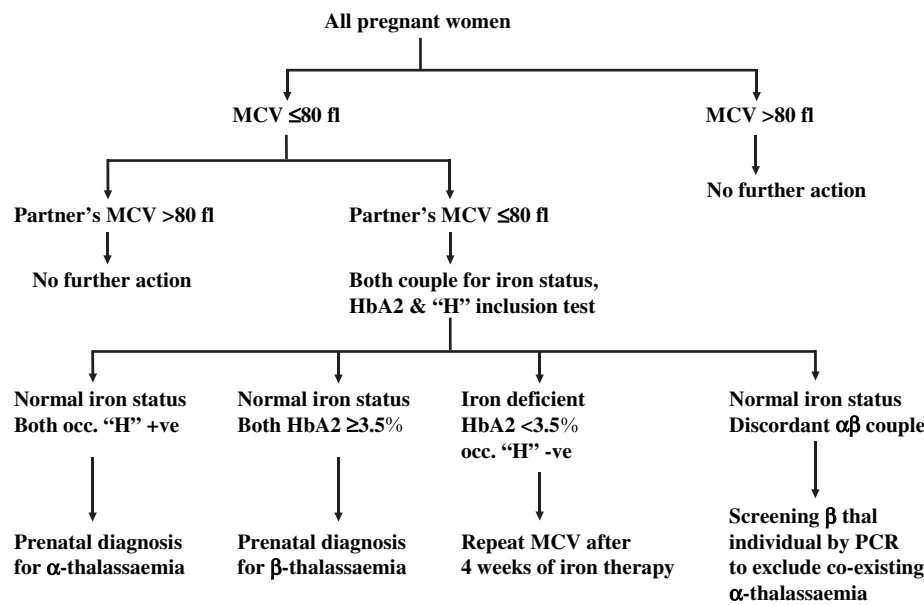 All pregnant women
MCV ≤80 fl
MCV >80 fl
No further action
Partner's MCV >80 fl
Partner's MCV ≤80 fl
No further action
Both couple for iron status,
HbA2 & “H” inclusion test
Normal iron status
Both occ. “H” +ve
Normal iron status
Both HbA2 ≥3.5%
Iron deficient
HbA2 <3.5%
occ. “H” -ve
Normal iron status
Discordant αβ couple
Prenatal diagnosis
for α-thalassaemia
Prenatal diagnosis
for β-thalassaemia
Repeat MCV after
4 weeks of iron therapy
Screening β thal
individual by PCR
to exclude co-existing
α-thalassaemia